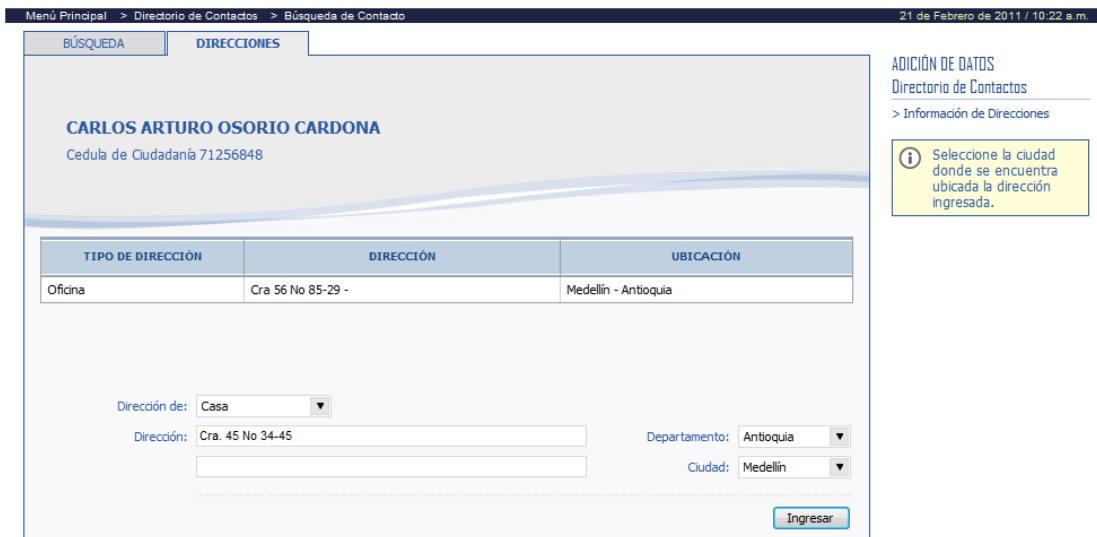 Menú Principal > Directorio de Contactos > Búsqueda de Contacto
21 de Febrero de 2011 / 10:22 a.m.
BÚSQUEDA
DIRECCIONES
CARLOS ARTURO OSORIO CARDONA
Cedula de Ciudadanía 71256848
TIPO DE DIRECCIÓN DIRECCIÓN UBICACIÓN
Oficina Cra 56 No 85-29 - Medellín - Antioquia
Dirección de: Casa
Dirección: Cra. 45 No 34-45 Departamento: Antioquia
Ciudad: Medellín
Ingresar
ADICIÓN DE DATOS
Directorio de Contactos
> Información de Direcciones
Seleccione la ciudad
donde se encuentra
ubicada la dirección
ingresada.